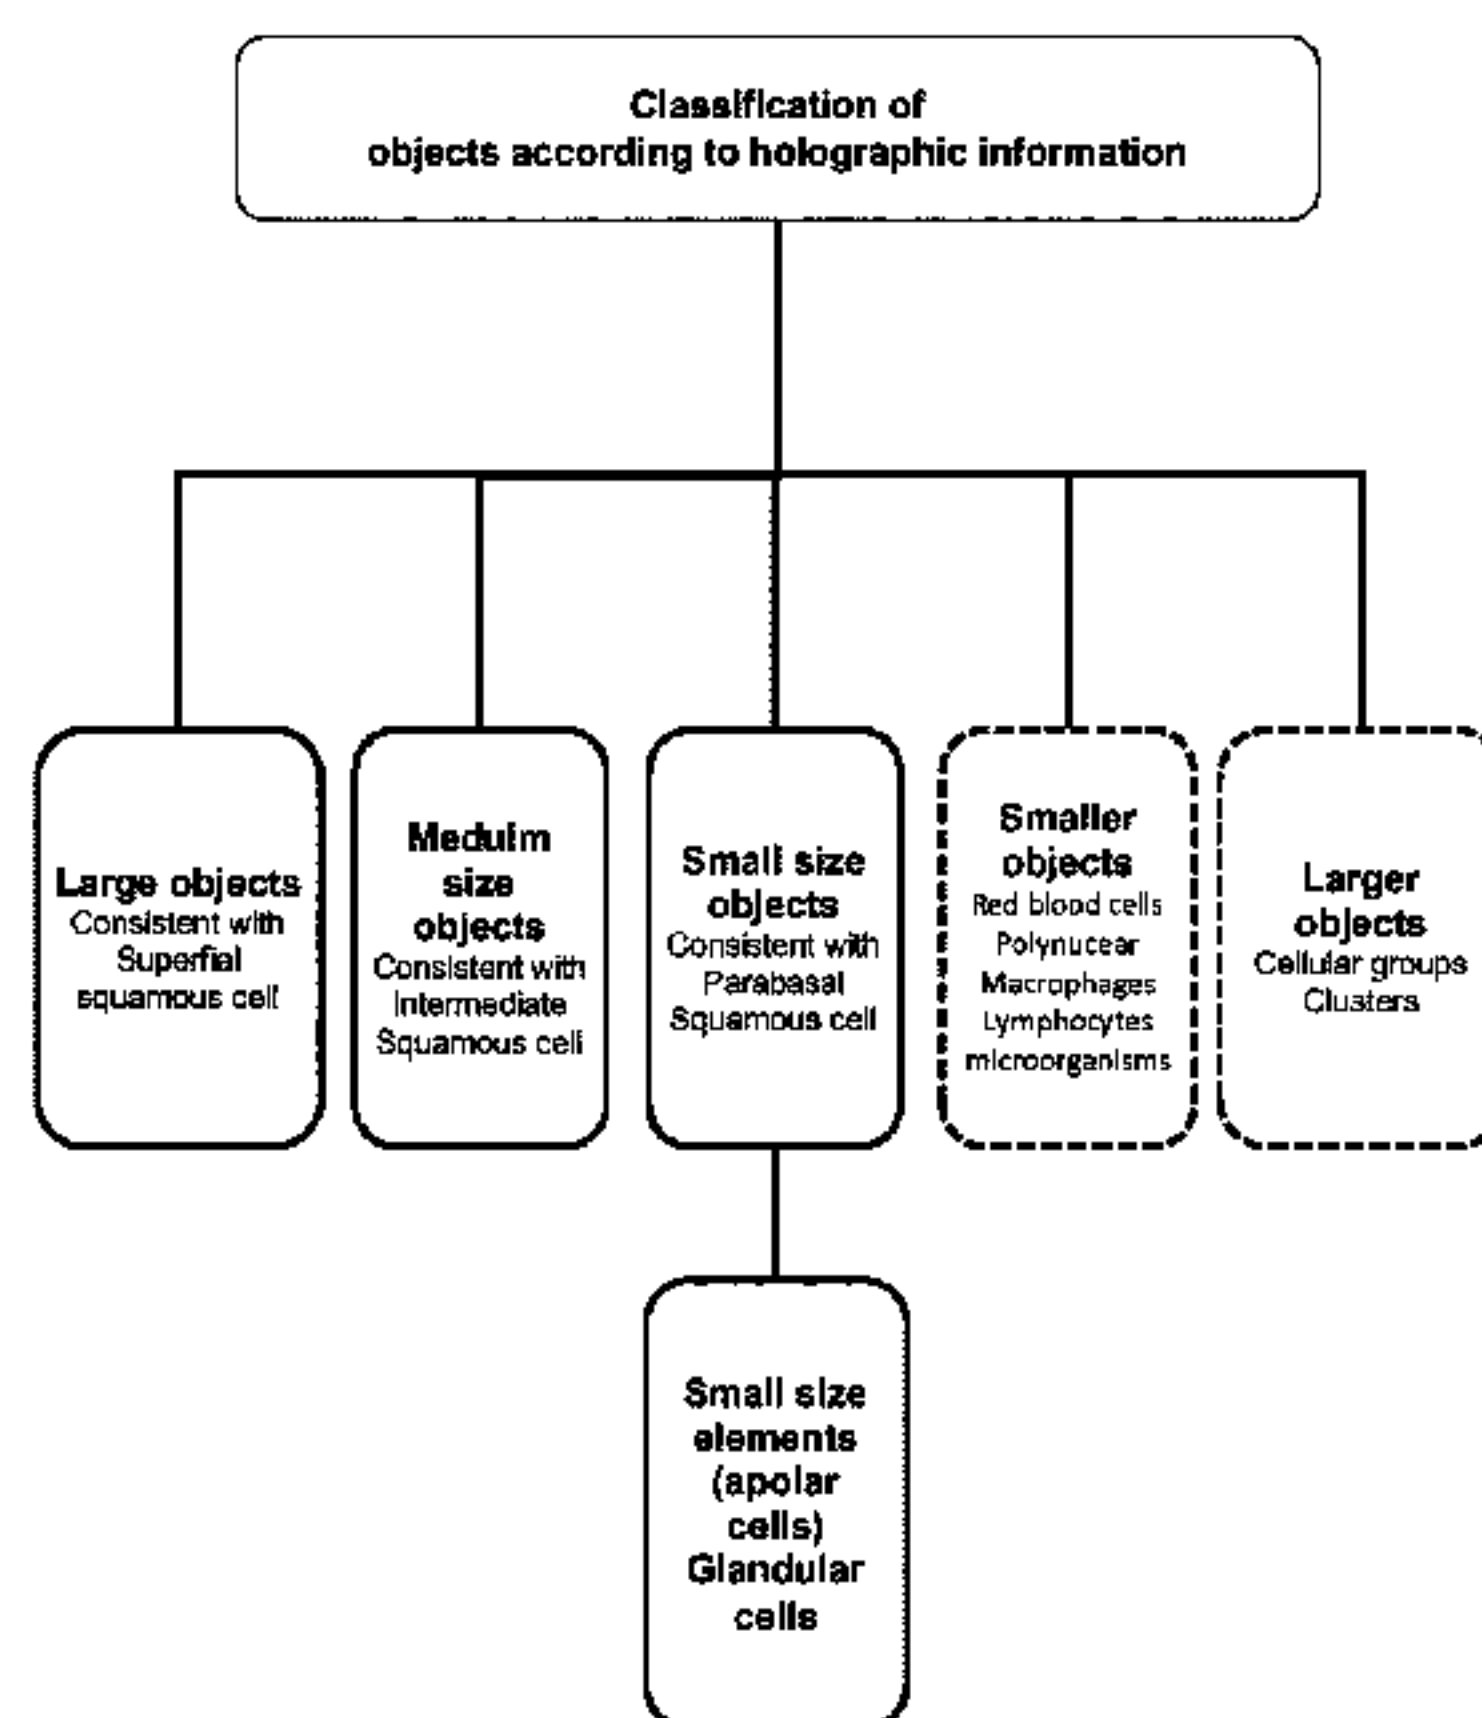 Classification of
objects according to holographic information
Large objects
Consistent with
Superfial
squamous cell
Meduim
size
objects
Consistent with
Intermediate
Squamous cell
Small size
objects
Consistent with
Parabasal
Squamous cell
Smaller
objects
Red blood cells
Polynucear
Macrophages
Lymphocytes
microorganisms
Larger
objects
Cellular groups
Clusters
Small size
elements
(apolar
cells)
Glandular
cells